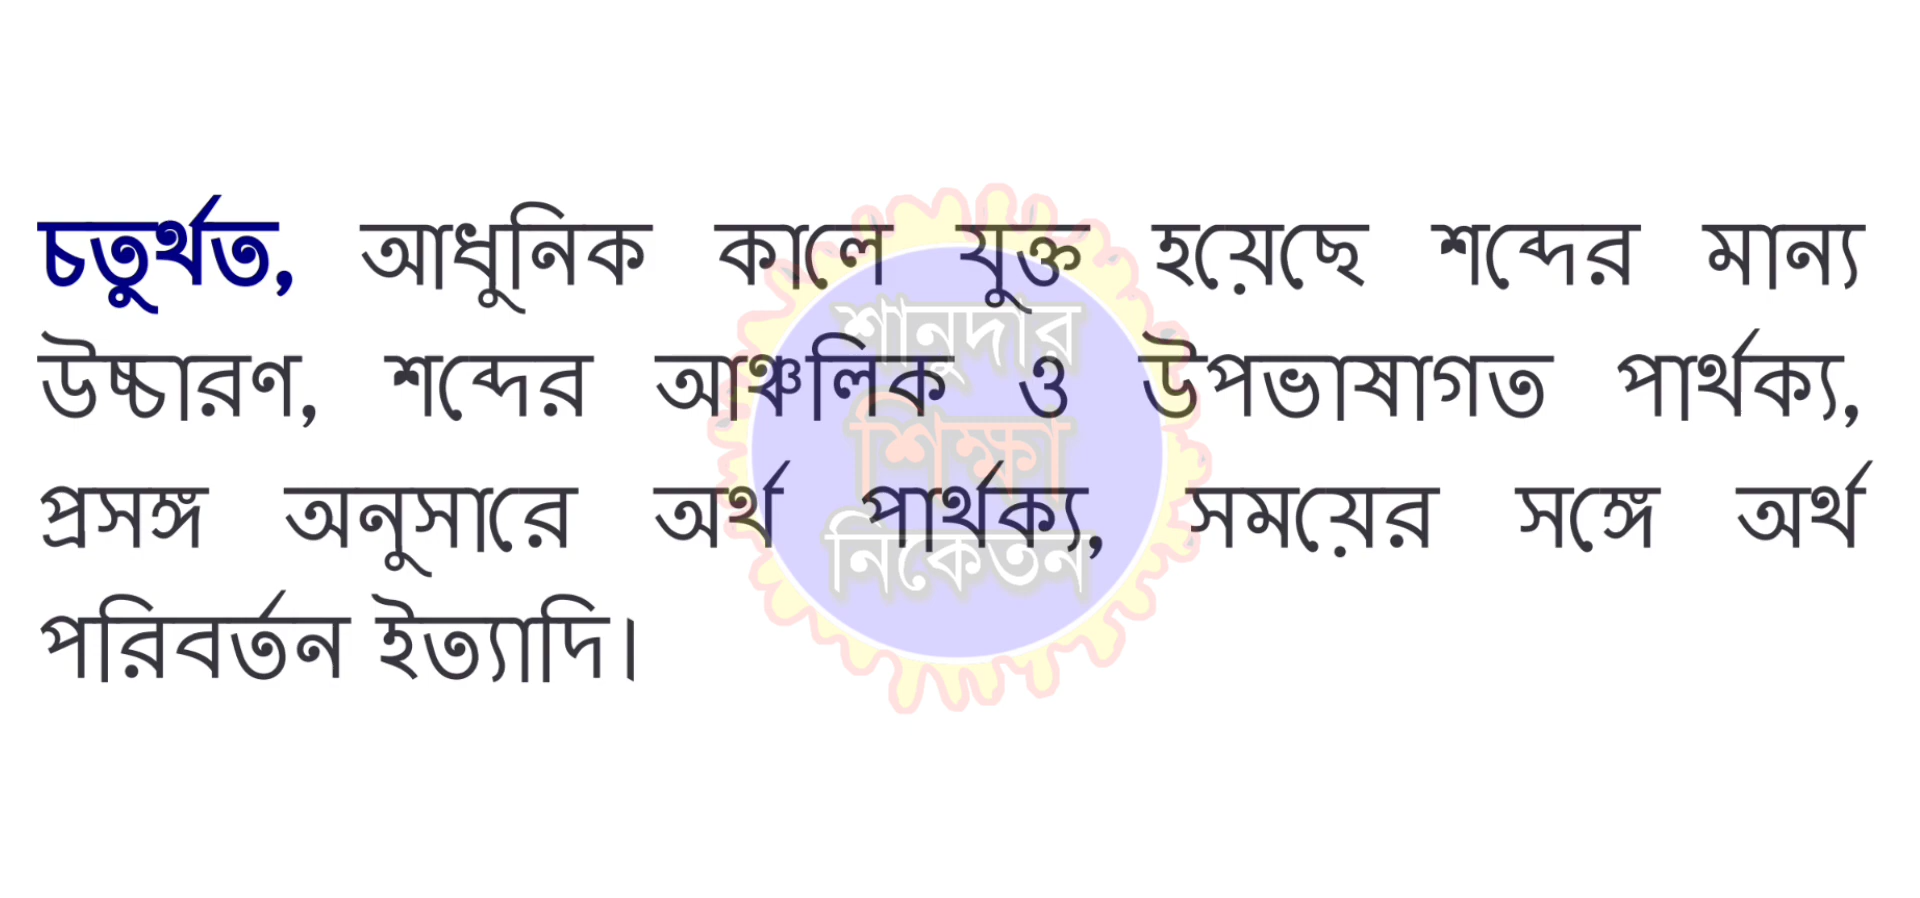 চতুর্থত, আধুনিক কালে যুক্ত হয়েছে শব্দের মান্য
উচ্চারণ, শব্দের আঞ্চলিক ও উপভাষাগত পার্থক্য,
প্রসঙ্গ অনুসারে অর্থ পার্থক্য, সময়ের সঙ্গে অর্থ
পরিবর্তন ইত্যাদি।
শানুদার
শিক্ষা
নিকেতন